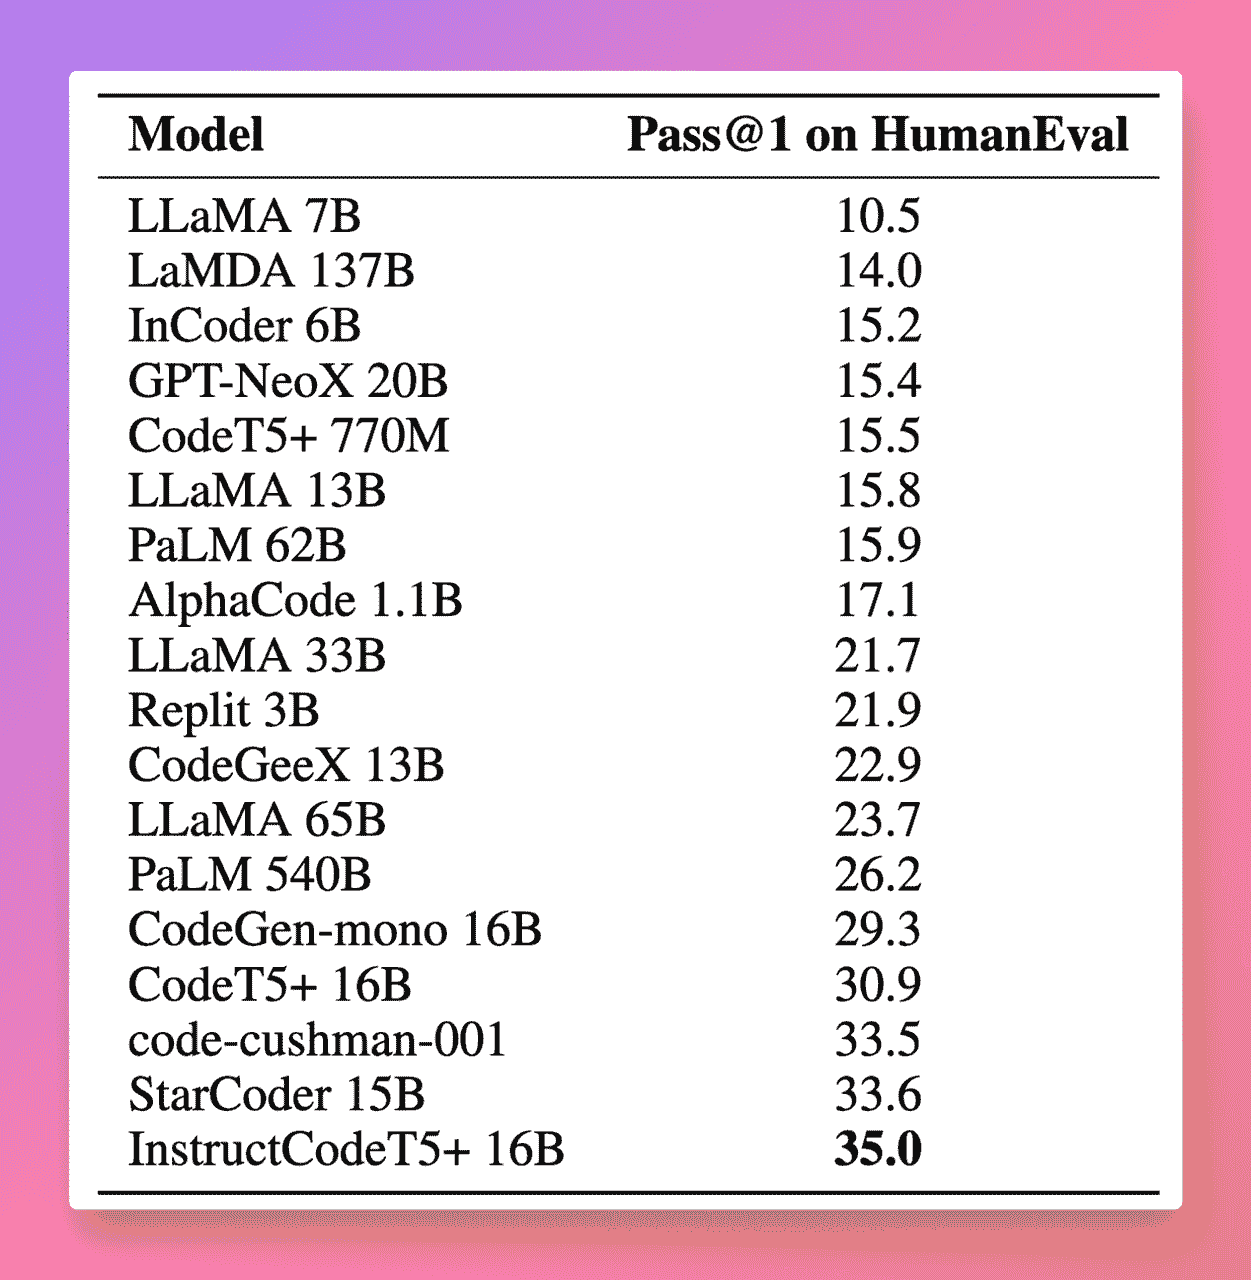 Model Pass@1 on HumanEval
LLaMA 7B 10.5
LaMDA 137B 14.0
InCoder 6B 15.2
GPT-NeoX 20B 15.4
CodeT5+ 770M 15.5
LLaMA 13B 15.8
PaLM 62B 15.9
AlphaCode 1.1B 17.1
LLaMA 33B 21.7
Replit 3B 21.9
CodeGeeX 13B 22.9
LLaMA 65B 23.7
PaLM 540B 26.2
CodeGen-mono 16B 29.3
CodeT5+ 16B 30.9
code-cushman-001 33.5
StarCoder 15B 33.6
InstructCodeT5+ 16B 35.0